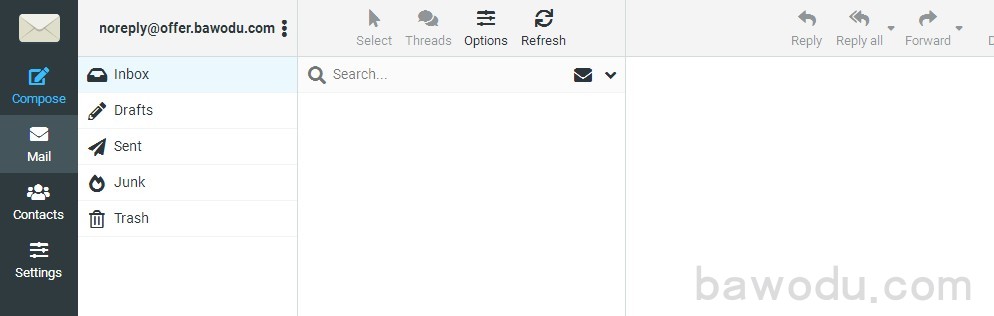 noreply@offer.bawodu.com
Select
Threads
Options
Refresh
Reply
Reply all
Forward
D
Compose
Mail
Contacts
Settings
Inbox
Drafts
Sent
Junk
Trash
Search...
bawodu.com